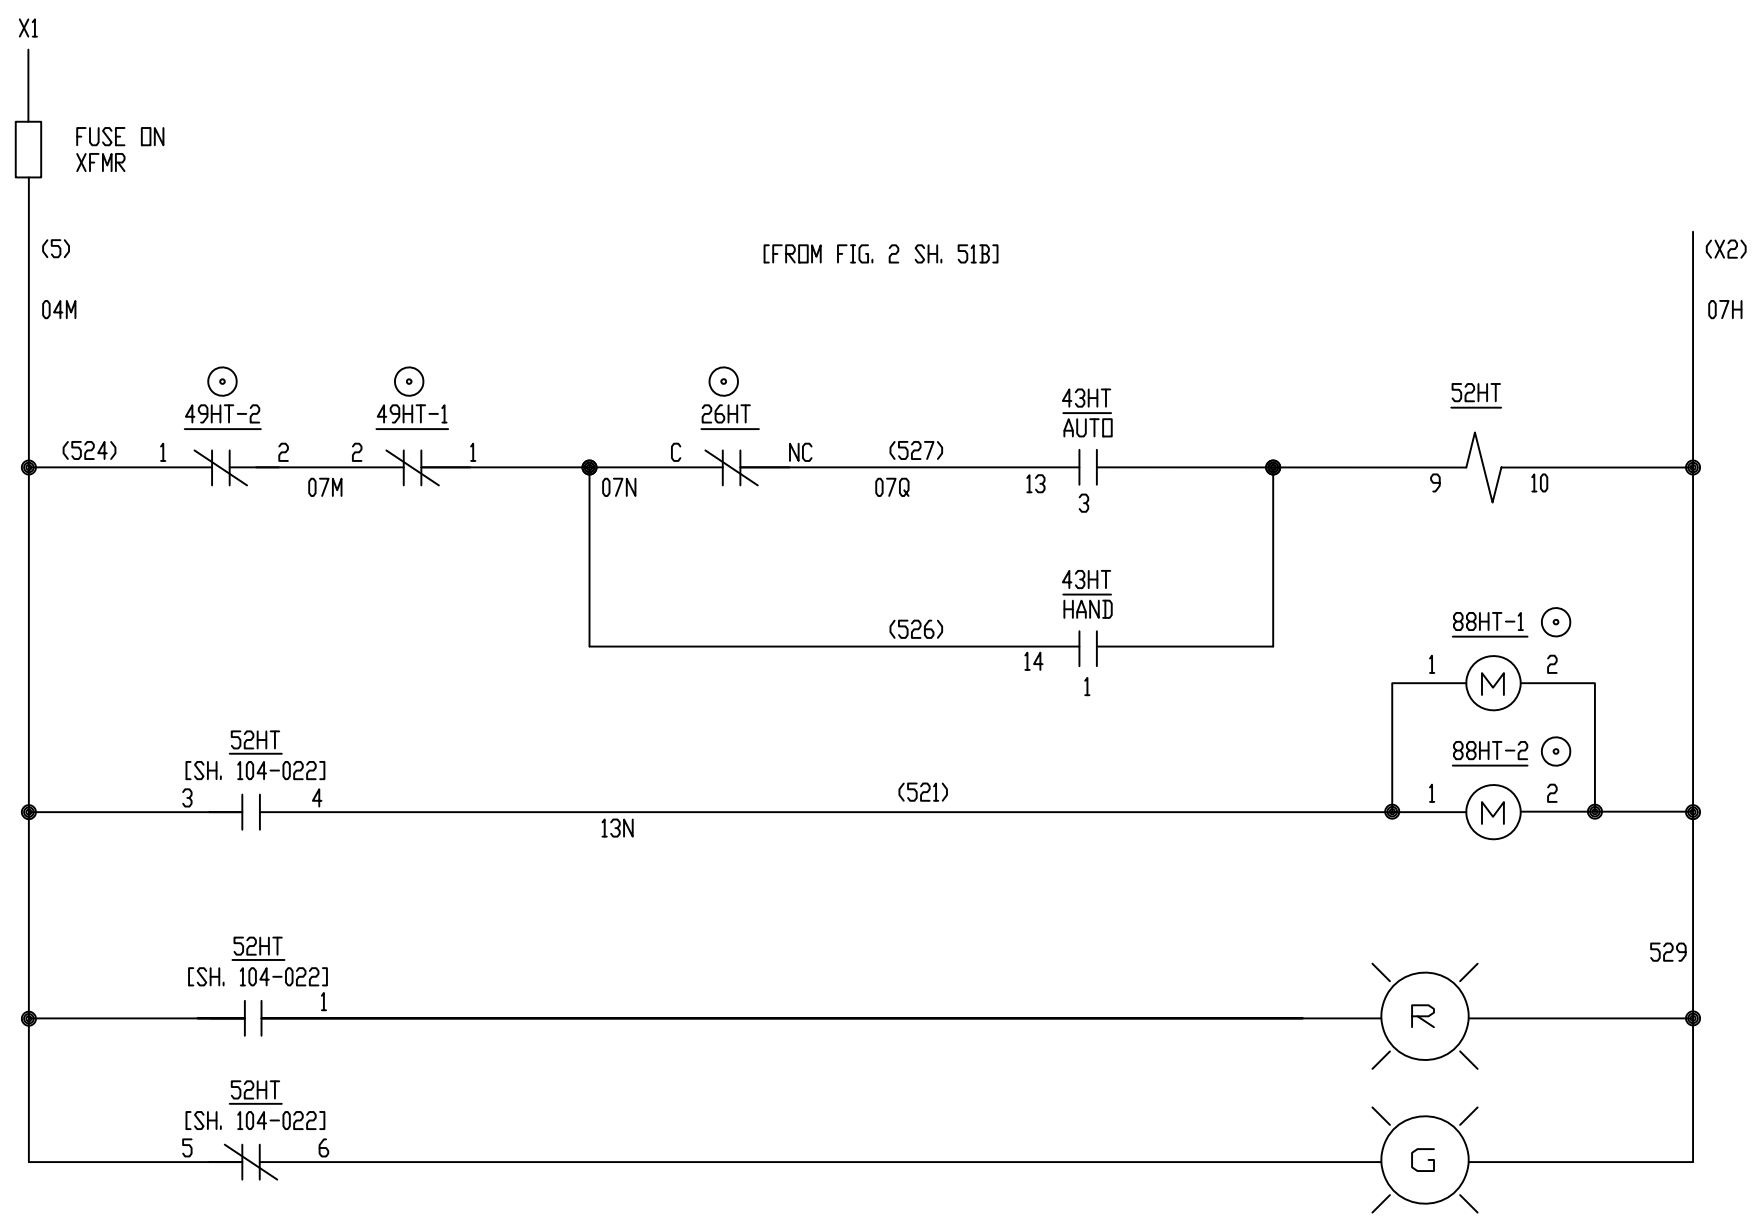 X1
FUSE ON
XFMR
(5)
[FROM FIG. 2 SH. 51B]
(X2)
04M
07H
49HT-2
49HT-1
26HT
43HT
AUTO
52HT
(524)
1
2
2
1
C
NC
(527)
07M
07N
07Q
13
3
9
10
43HT
HAND
(526)
14
1
88HT-1
1
2
M
52HT
[SH. 104-022]
3
4
(521)
13N
88HT-2
1
2
M
52HT
[SH. 104-022]
1
529
R
52HT
[SH. 104-022]
5
6
G